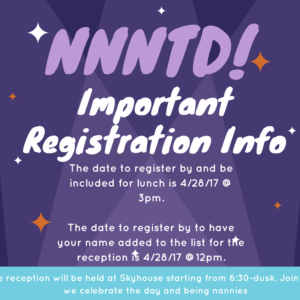 NNNTD!
Important
Registration Info
The date to register by and be
included for lunch is 4/28/17 @
3pm.
The date to register by to have
your name added to the list for the
reception is 4/28/17 @12pm.
reception will be held at Skyhouse starting from 6:30-dusk. Join
we celebrate the day and being nannies